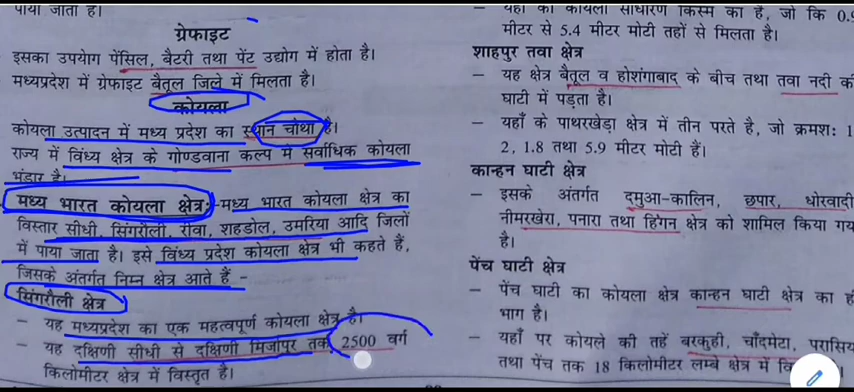 पाया जाता है।
ग्रेफाइट
इसका उपयोग पेंसिल, बैटरी तथा पेंट उद्योग में होता है।
मध्यप्रदेश में ग्रेफाइट बैतूल जिले में मिलता है।
कोयला
कोयला उत्पादन में मध्य प्रदेश का स्थान चौथा है।
राज्य में विंध्य क्षेत्र के गोण्डवाना कल्प में सर्वाधिक कोयला
भंडार है।
मध्य भारत कोयला क्षेत्र:- मध्य भारत कोयला क्षेत्र का
विस्तार सीधी, सिंगरौली, रीवा, शहडोल, उमरिया आदि जिलों
में पाया जाता है। इसे विंध्य प्रदेश कोयला क्षेत्र भी कहते हैं,
जिसके अंतर्गत निम्न क्षेत्र आते हैं -
सिंगरौली क्षेत्र
- यह मध्यप्रदेश का एक महत्वपूर्ण कोयला क्षेत्र है।
- यह दक्षिणी सीधी से दक्षिणी मिर्जापुर तक 2500 वर्ग
किलोमीटर क्षेत्र में विस्तृत है।
- यहाँ का कोयला साधारण किस्म का है, जो कि 0.9
मीटर से 5.4 मीटर मोटी तहों से मिलता है।
शाहपुर तवा क्षेत्र
- यह क्षेत्र बैतूल व होशंगाबाद के बीच तथा तवा नदी की
घाटी में पड़ता है।
- यहाँ के पाथरखेड़ा क्षेत्र में तीन परते है, जो क्रमश: 1
2, 1.8 तथा 5.9 मीटर मोटी हैं।
कान्हन घाटी क्षेत्र
- इसके अंतर्गत दमुआ-कालिन, छपार, धोरवादी
नीमरखेरा, पनारा तथा हिंगन क्षेत्र को शामिल किया गय
है।
पेंच घाटी क्षेत्र
- पेंच घाटी का कोयला क्षेत्र कान्हन घाटी क्षेत्र का ह
भाग है।
- यहाँ पर कोयले की तहें बरकुही, चाँदमेटा, परासिय
तथा पेंच तक 18 किलोमीटर लम्बे क्षेत्र में